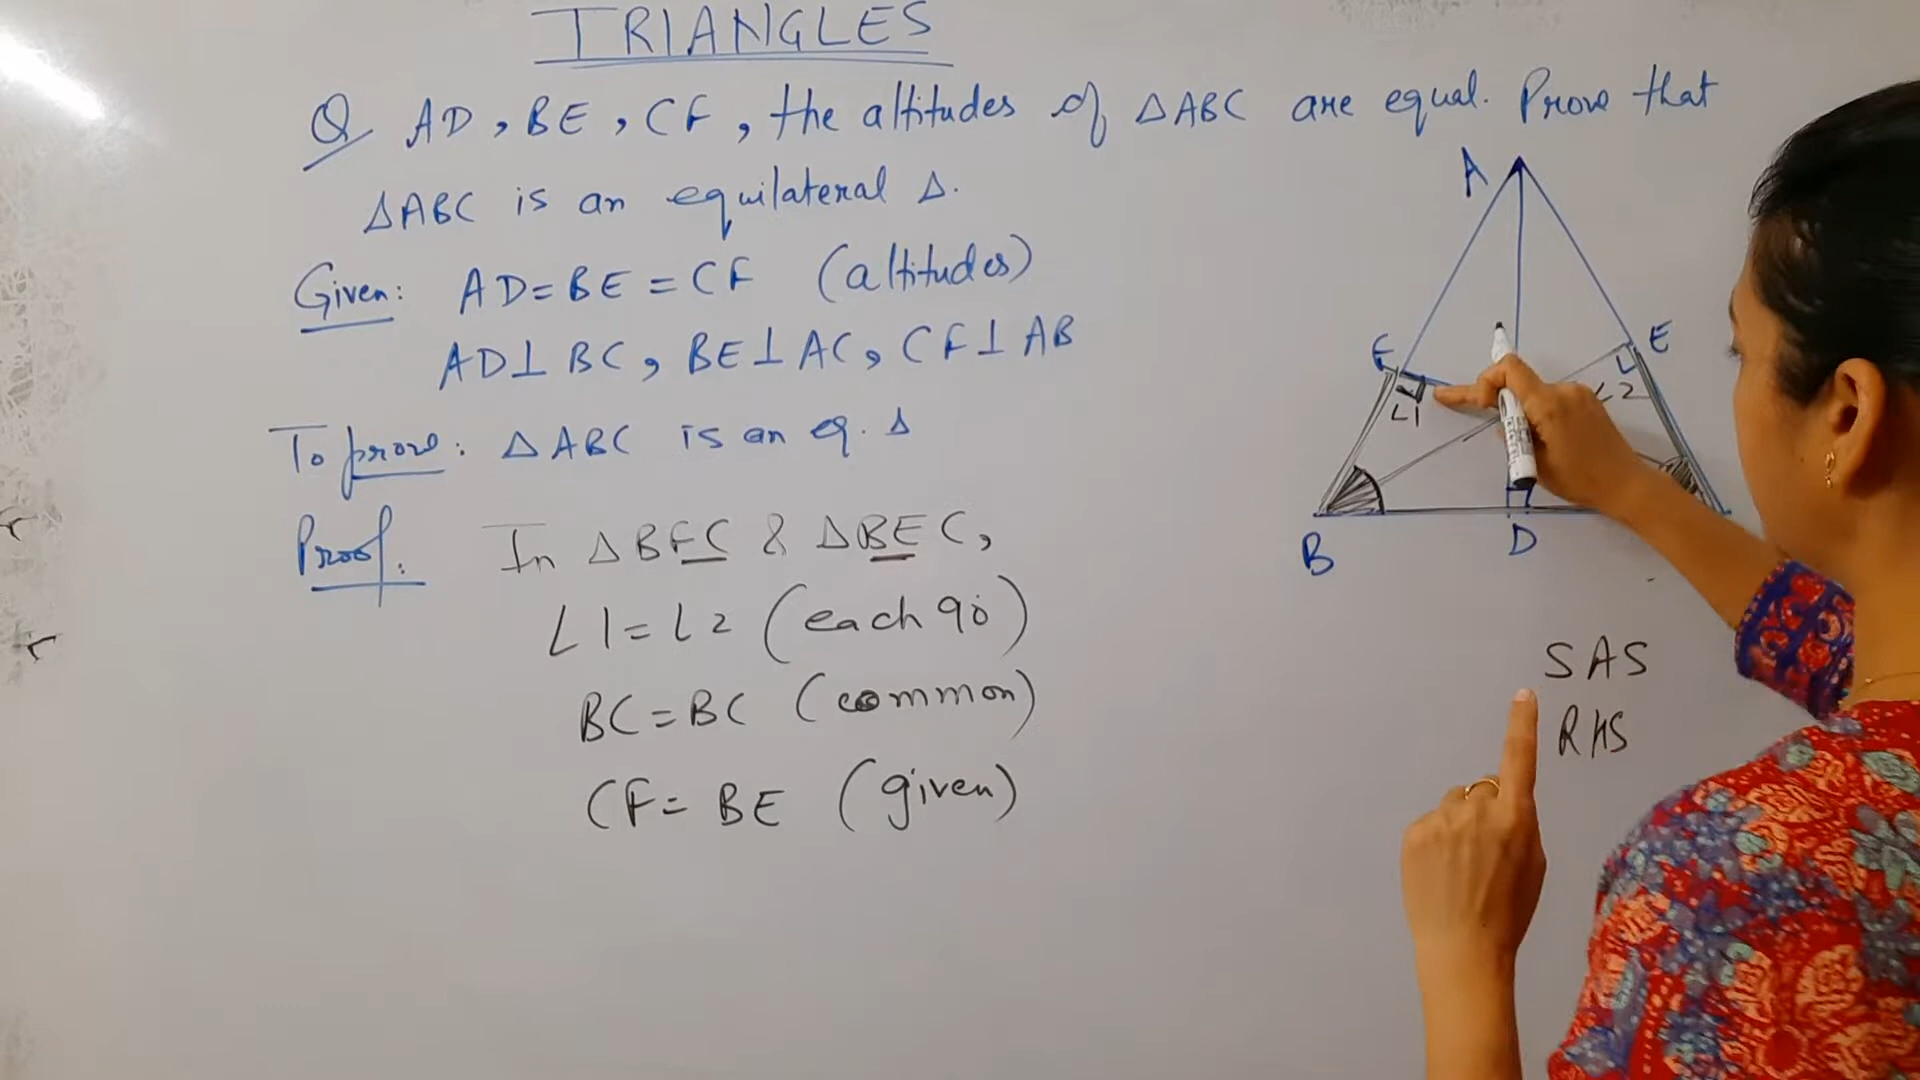 TRIANGLES
Q AD, BE, CF, the altitudes of ΔABC are equal. Prove that
ΔABC is an equilateral Δ.
Given: AD=BE=CF (altitudes)
AD⊥BC, BE⊥AC, CF⊥AB
To prove: ΔABC is an eq. Δ
Proof. In ΔBFC & ΔBEC,
∠1=∠2 (each 90°)
BC=BC (common)
CF=BE (given)
A
F
E
∠1
∠2
B
D
SAS
RHS